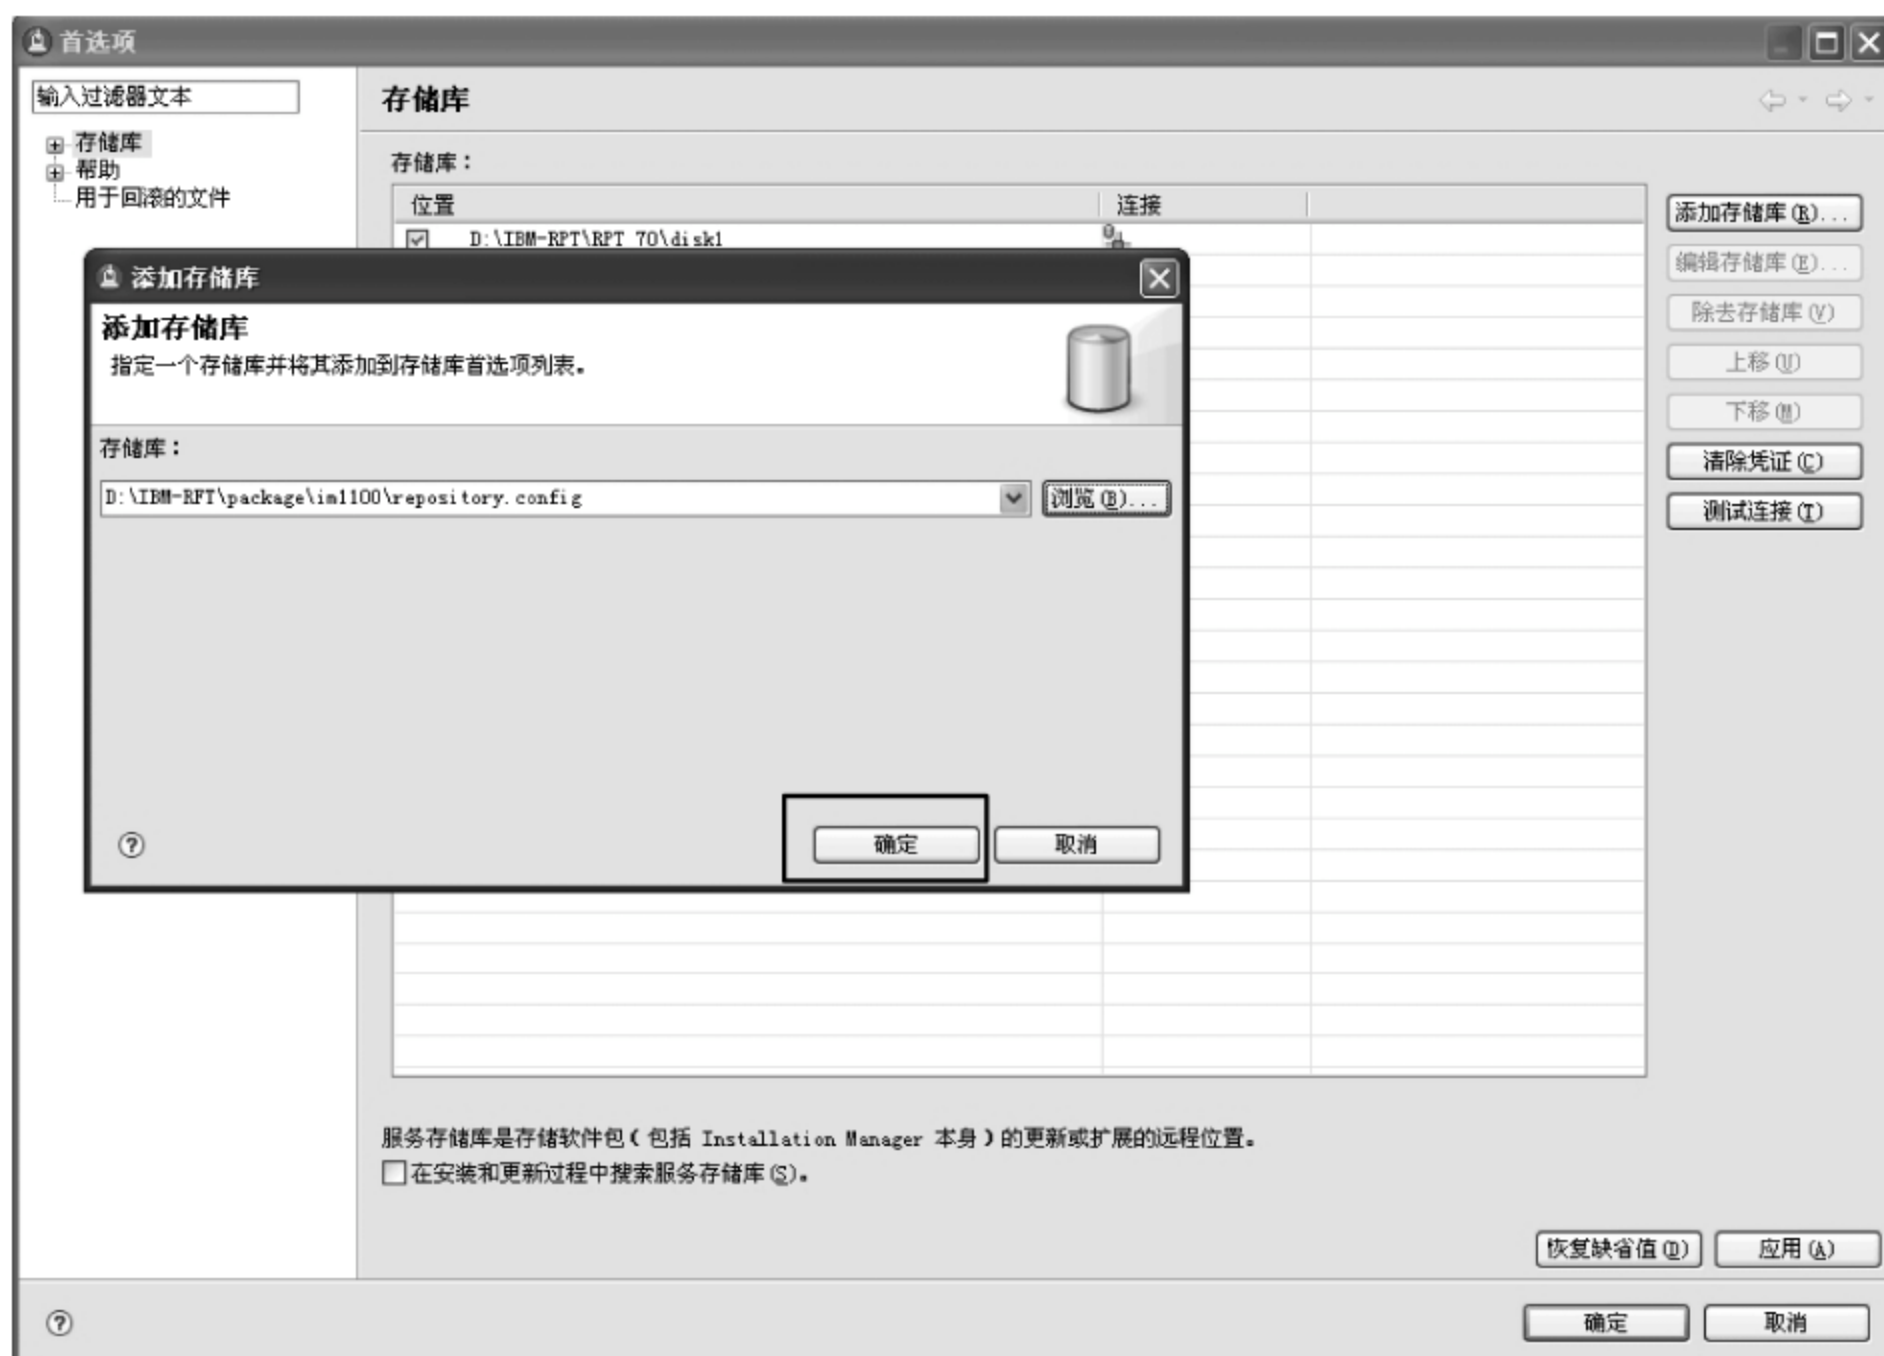 首选项
输入过滤器文本
存储库
帮助
用于回滚的文件
存储库
存储库：
位置 连接
D:\IBM-RPT\RPT_70\disk1
添加存储库(R)...
编辑存储库(E)...
除去存储库(V)
上移(U)
下移(M)
清除凭证(C)
测试连接(T)
添加存储库
添加存储库
指定一个存储库并将其添加到存储库首选项列表。
存储库：
D:\IBM-RFT\package\im1100\repository.config 浏览(B)...
确定 取消
服务存储库是存储软件包(包括 Installation Manager 本身)的更新或扩展的远程位置。
在安装和更新过程中搜索服务存储库(S)。
恢复缺省值(D) 应用(A)
确定 取消